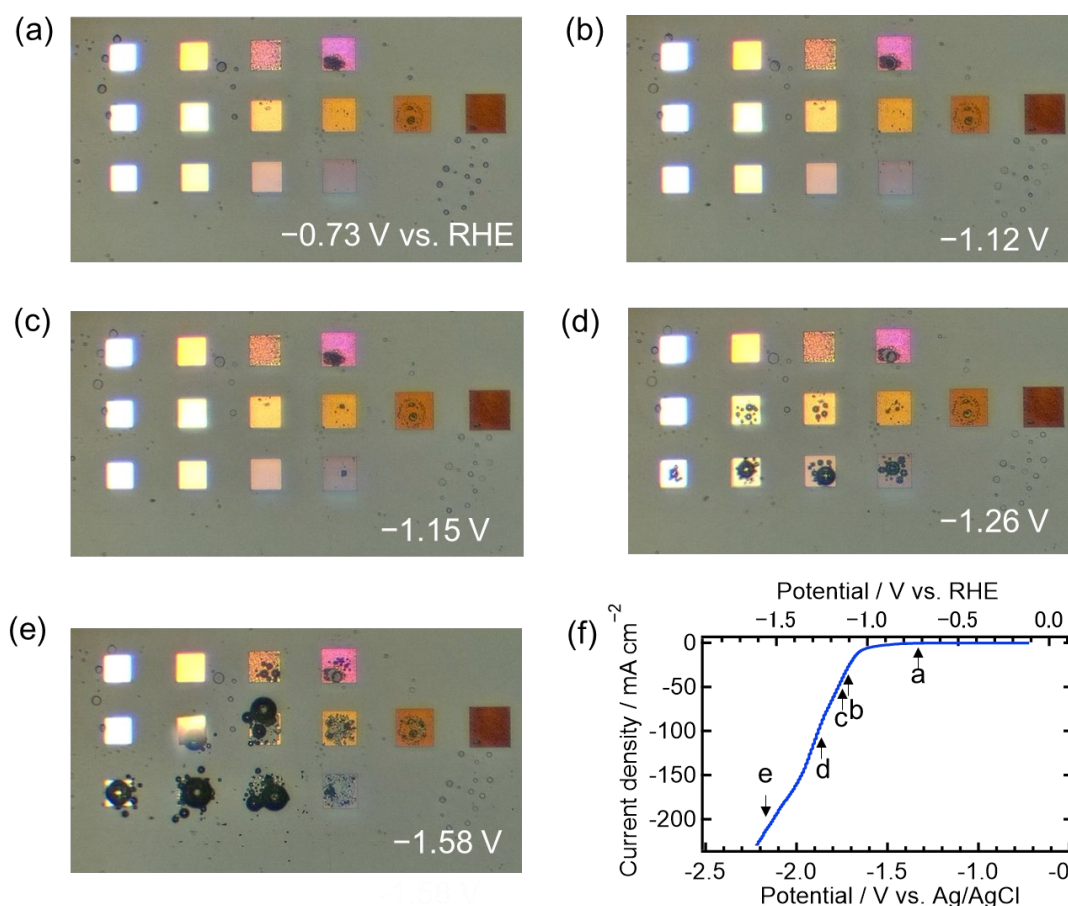 (a)
−0.73 V vs. RHE
(b)
−1.12 V
(c)
−1.15 V
(d)
−1.26 V
(e)
−1.58 V
(f)
Potential / V vs. RHE
−1.5 −1.0 −0.5 0.0
Current density / mA cm⁻²
0
-50
-100
-150
-200
a
b
c
d
e
-2.5 -2.0 -1.5 -1.0
Potential / V vs. Ag/AgCl